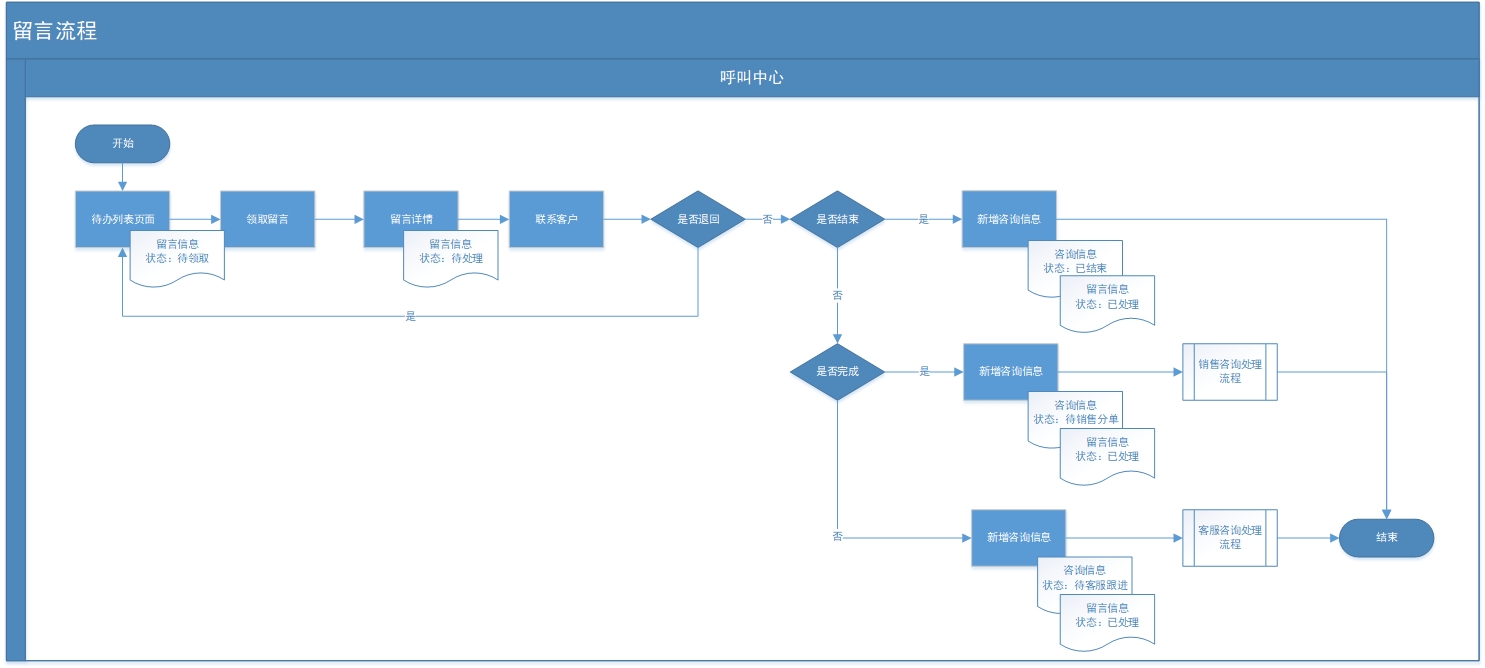 留言流程
呼叫中心
开始
待办列表页面
领取留言
留言详情
联系客户
是否退回
否
是否结束
是
新增咨询信息
留言信息
状态：待领取
留言信息
状态：待处理
咨询信息
状态：已结束
留言信息
状态：已处理
否
是
是否完成
是
新增咨询信息
销售咨询处理
流程
咨询信息
状态：待销售分单
留言信息
状态：已处理
否
新增咨询信息
客服咨询处理
流程
结束
咨询信息
状态：待客服跟进
留言信息
状态：已处理